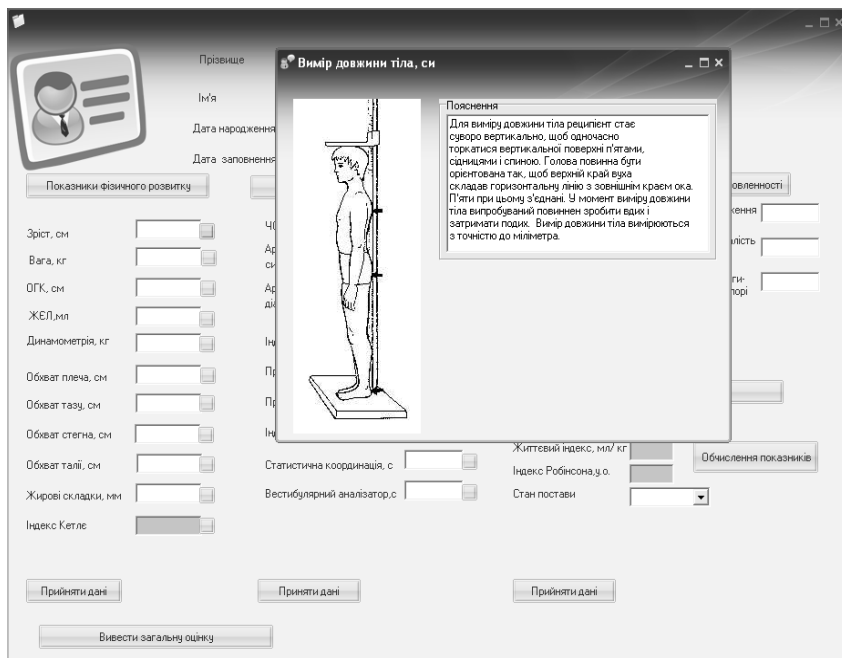 Прізвище
Ім'я
Дата народження
Дата заповнення
Показники фізичного розвитку
Зріст, см
Вага, кг
ОГК, см
ЖЄЛ,мл
Динамометрія, кг
Обхват плеча, см
Обхват тазу, см
Обхват стегна, см
Обхват талії, см
Жирові складки, мм
Індекс Кетлє
Прийняти дані
Вивести загальну оцінку
Вимір довжини тіла, си
Пояснення
Для виміру довжини тіла реципієнт стає
суворо вертикально, щоб одночасно
торкатися вертикальної поверхні п'ятами,
сідницями і спиною. Голова повинна бути
орієнтована так, щоб верхній край вуха
складав горизонтальну лінію з зовнішнім краєм ока.
П'яти при цьому з'єднані. У момент виміру довжини
тіла випробуваний повиннен зробити вдих і
затримати подих. Вимір довжини тіла вимірюються
з точністю до міліметра.
Статистична координація, с
Вестибулярний аналізатор,с
Приняти дані
Життєвий індекс, мл/ кг
Індекс Робінсона,у.о.
Стан постави
Обчислення показників
Прийняти дані